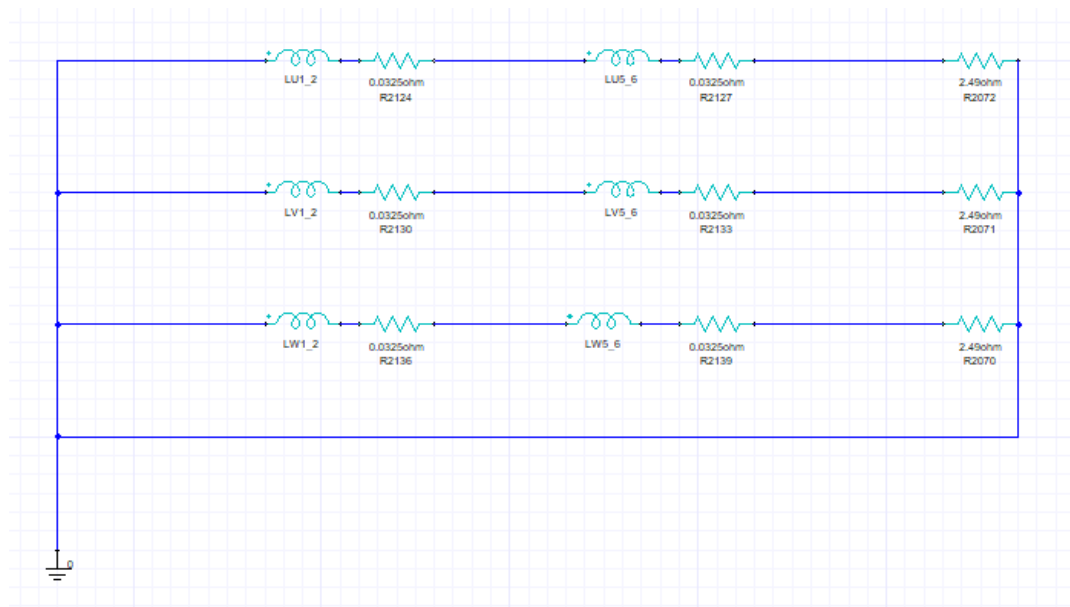 LU1_2
0.0325ohm
R2124
LU5_6
0.0325ohm
R2127
2.49ohm
R2072
LV1_2
0.0325ohm
R2130
LV5_6
0.0325ohm
R2133
2.49ohm
R2071
LW1_2
0.0325ohm
R2136
LW5_6
0.0325ohm
R2139
2.49ohm
R2070
0